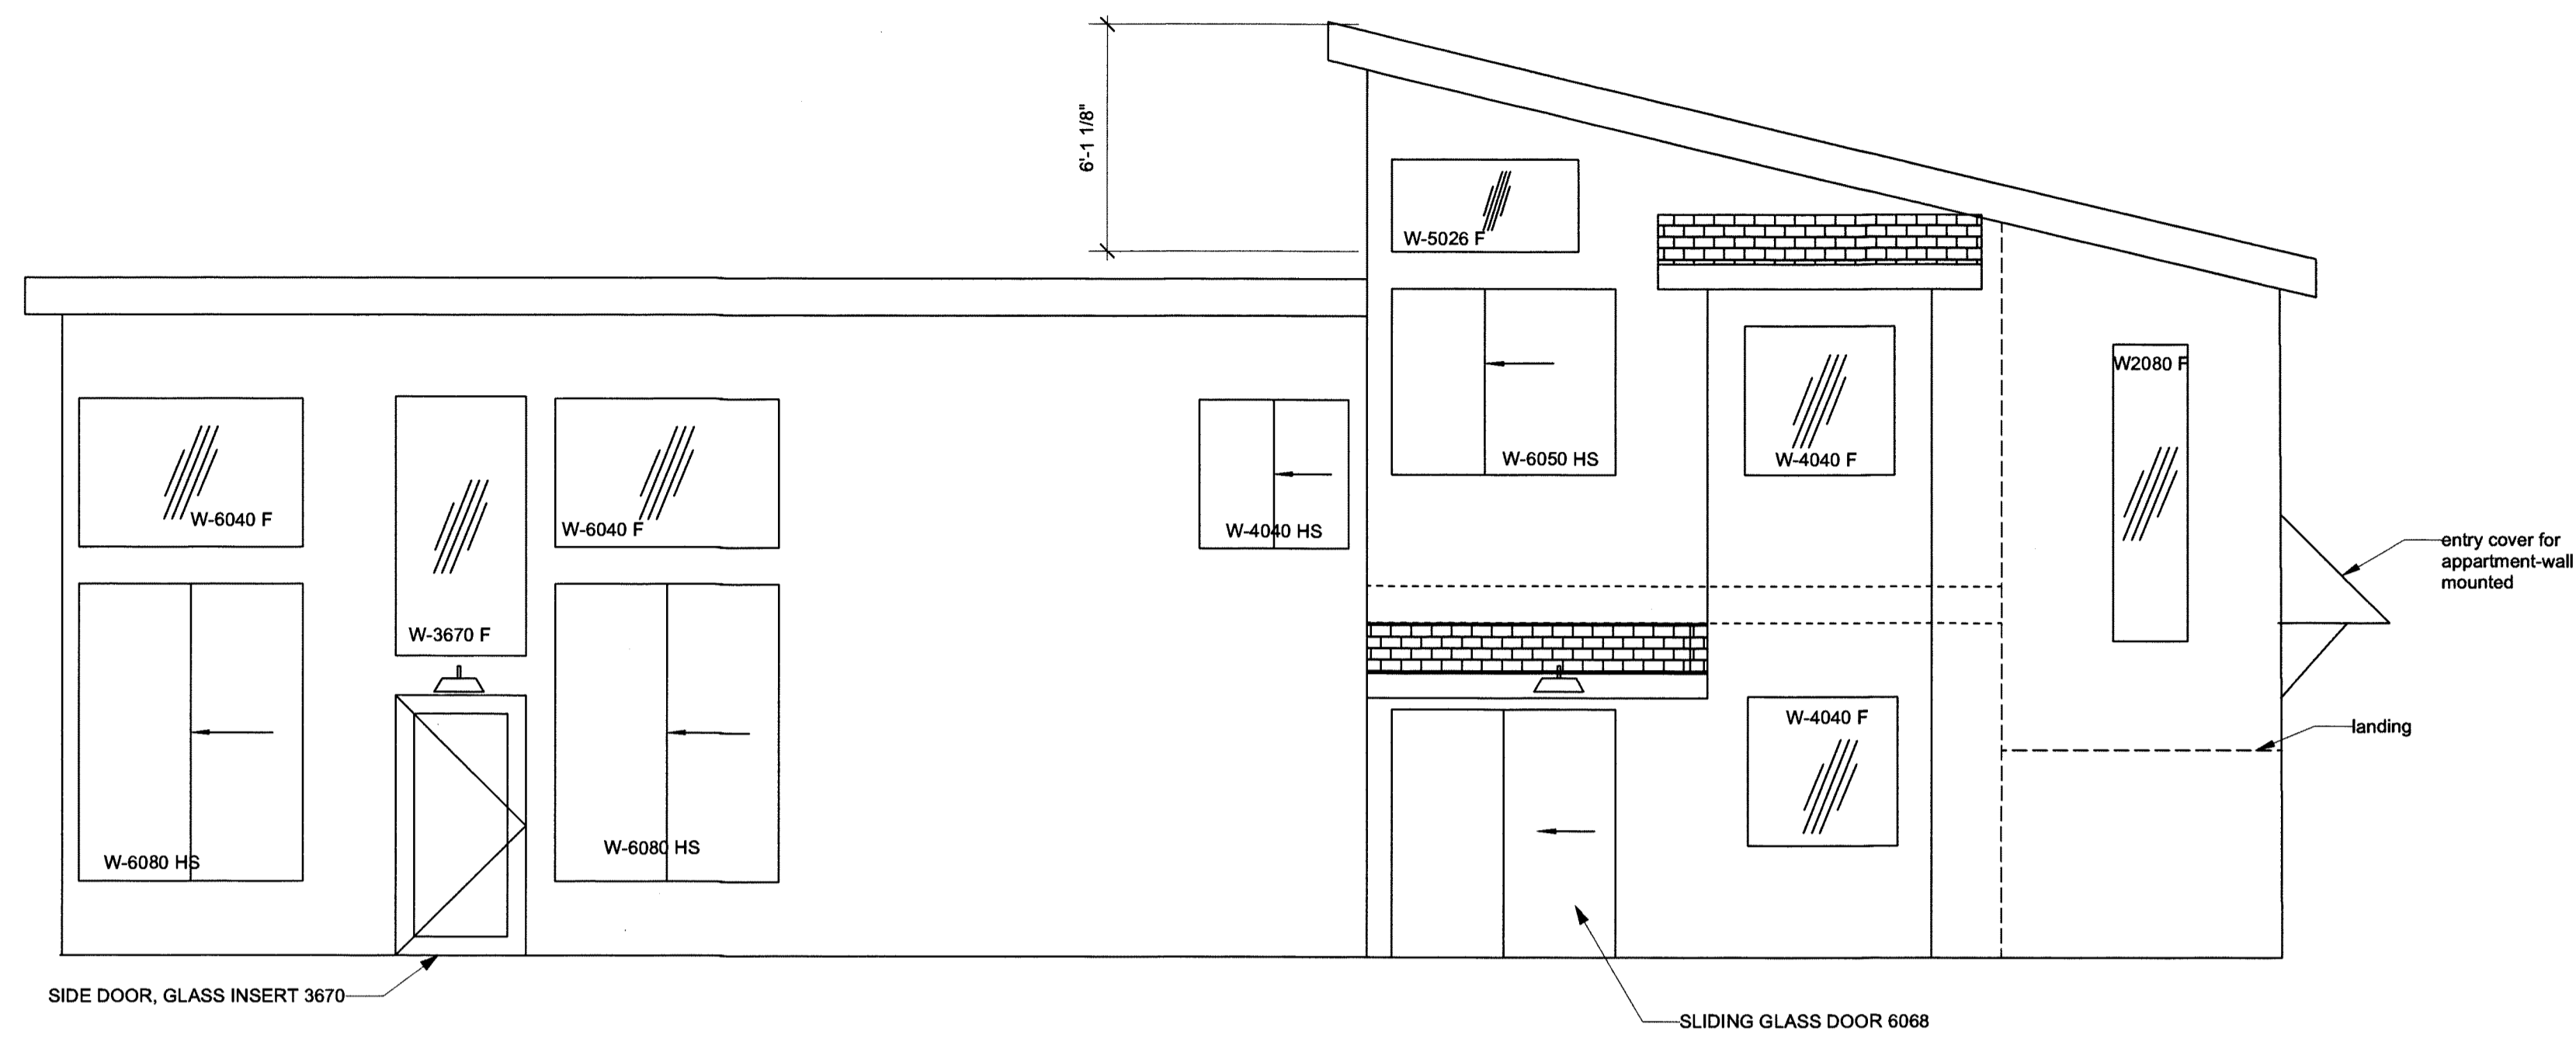 6'-1 1/8"
W-5026 F
W2080 F
W-6050 HS
W-4040 F
W-6040 F
W-6040 F
W-4040 HS
entry cover for
appartment-wall
mounted
W-3670 F
W-4040 F
landing
W-6080 HS
W-6080 HS
SIDE DOOR, GLASS INSERT 3670
SLIDING GLASS DOOR 6068